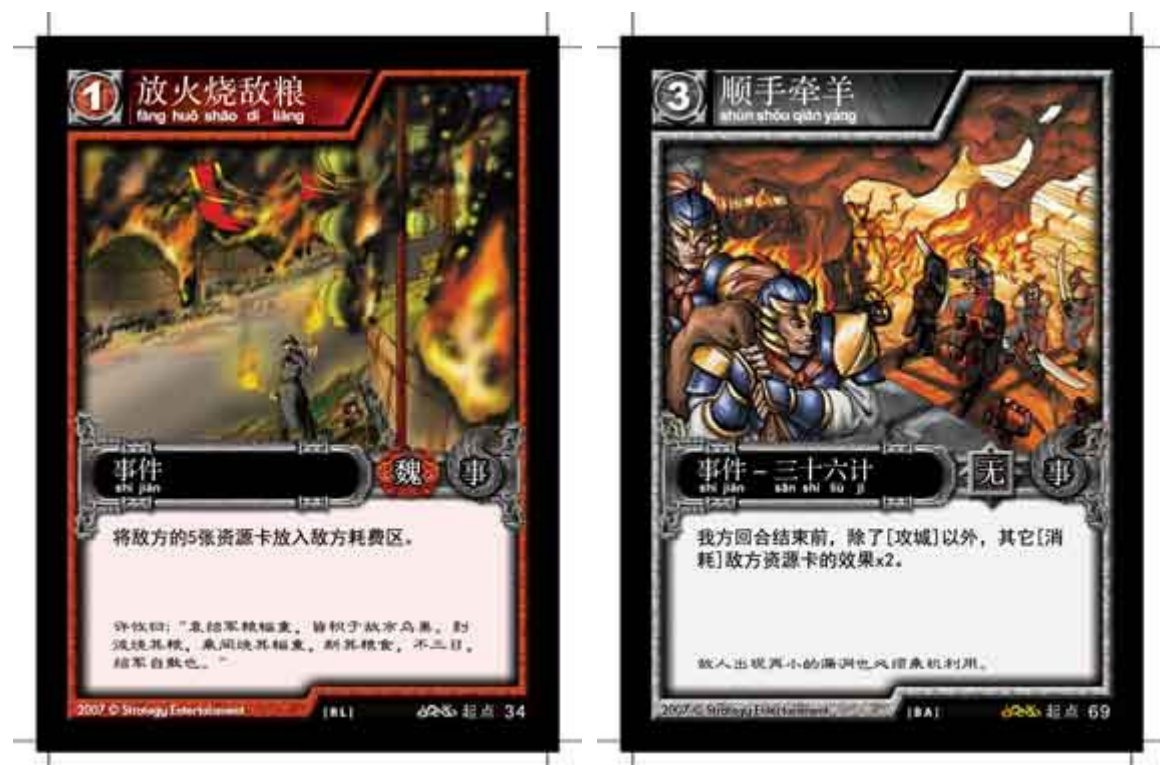 1
放火烧敌粮
fàng huǒ shāo dí liáng
事件
shì jiàn
魏
事
将敌方的5张资源卡放入敌方耗费区。
许攸曰："袁绍军粮辎重，皆积于故市乌巢，
烧其粮，乘间烧其辎重，断其粮食，不三日，
绍军自散也。"
2007 © Strategy Entertainment
起点 34
3
顺手牵羊
shùn shǒu qiān yáng
事件 – 三十六计
shì jiàn sān shí liù jì
无
事
我方回合结束前，除了[攻城]以外，其它[消
耗]敌方资源卡的效果x2。
敌人出现再小的漏洞也必须乘机利用。
2007 © Strategy Entertainment
[BA]
起点 69